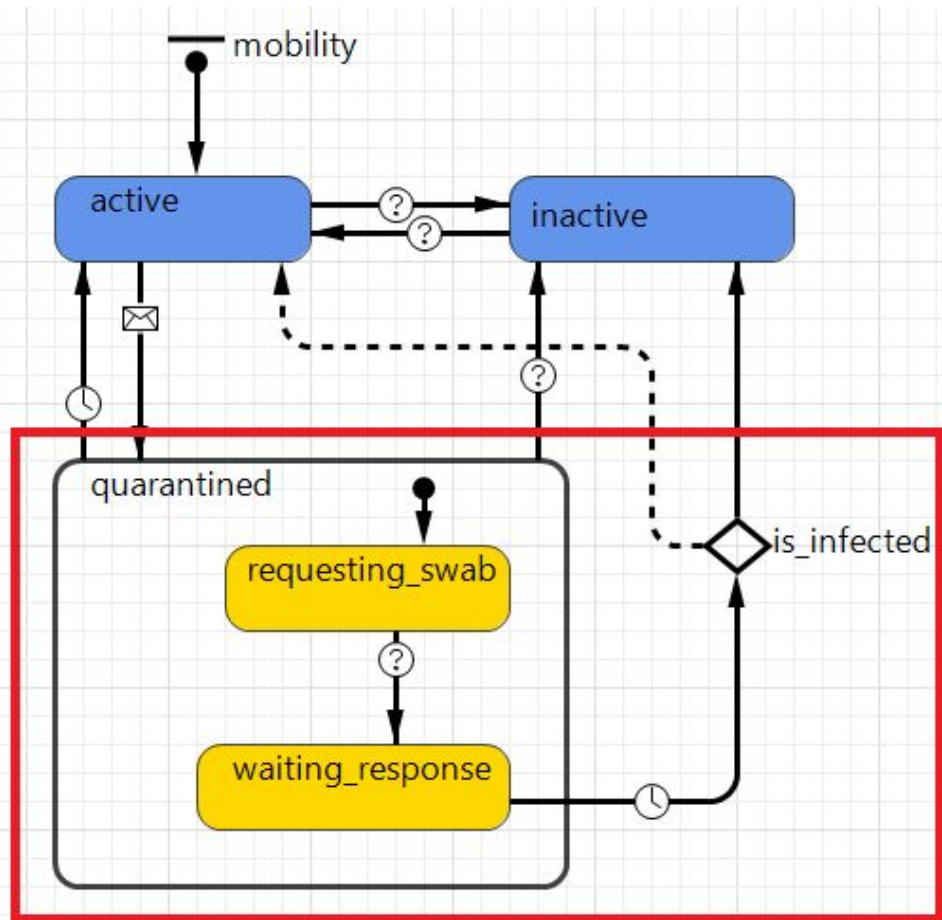 mobility
active
inactive
?
?
?
quarantined
requesting_swab
is_infected
?
waiting_response